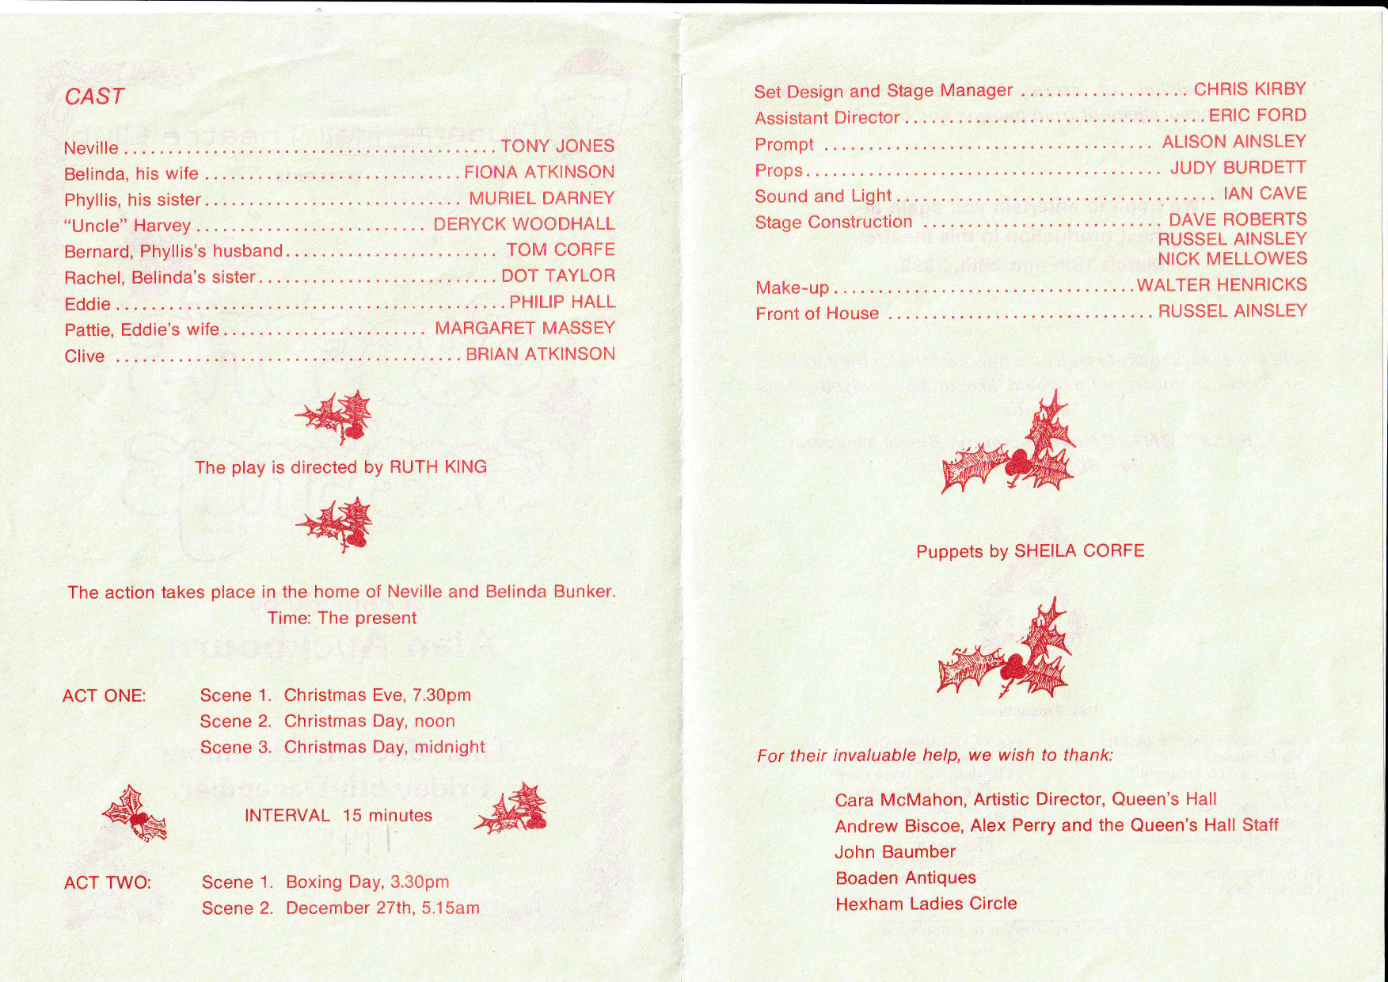 CAST
Neville ........................................ TONY JONES
Belinda, his wife ............................ FIONA ATKINSON
Phyllis, his sister ............................ MURIEL DARNEY
“Uncle” Harvey ......................... DERYCK WOODHALL
Bernard, Phyllis’s husband ....................... TOM CORFE
Rachel, Belinda’s sister .......................... DOT TAYLOR
Eddie ........................................... PHILIP HALL
Pattie, Eddie’s wife ...................... MARGARET MASSEY
Clive ...................................... BRIAN ATKINSON
The play is directed by RUTH KING
The action takes place in the home of Neville and Belinda Bunker.
Time: The present
ACT ONE: Scene 1. Christmas Eve, 7.30pm
Scene 2. Christmas Day, noon
Scene 3. Christmas Day, midnight
INTERVAL 15 minutes
ACT TWO: Scene 1. Boxing Day, 3.30pm
Scene 2. December 27th, 5.15am
Set Design and Stage Manager .................. CHRIS KIRBY
Assistant Director ................................ ERIC FORD
Prompt ................................... ALISON AINSLEY
Props ......................................... JUDY BURDETT
Sound and Light ................................... IAN CAVE
Stage Construction .......................... DAVE ROBERTS
RUSSEL AINSLEY
NICK MELLOWES
Make-up ................................ WALTER HENRICKS
Front of House ............................ RUSSEL AINSLEY
Puppets by SHEILA CORFE
For their invaluable help, we wish to thank:
Cara McMahon, Artistic Director, Queen’s Hall
Andrew Biscoe, Alex Perry and the Queen’s Hall Staff
John Baumber
Boaden Antiques
Hexham Ladies Circle